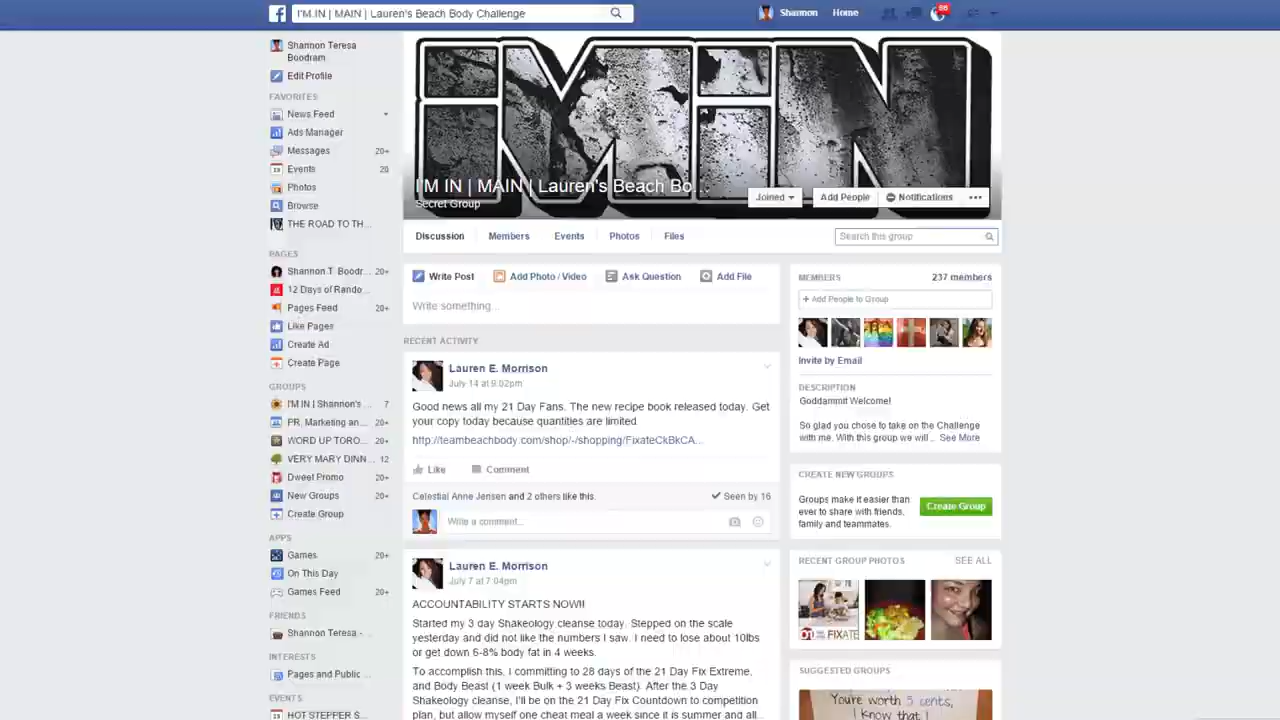 I'M IN | MAIN | Lauren's Beach Body Challenge
Shannon
Home
Shannon Teresa
Boodram
Edit Profile
FAVORITES
News Feed
Ads Manager
Messages 20+
Events 20
Photos
Browse
THE ROAD TO TH...
PAGES
Shannon T. Boodr... 20+
12 Days of Rando...
Pages Feed 20+
Like Pages
Create Ad
Create Page
GROUPS
I'M IN | Shannon's ... 7
PR, Marketing an... 20+
WORD UP TORO... 20+
VERY MARY DINN... 12
Dweet Promo 20+
New Groups 20+
Create Group
APPS
Games 20+
On This Day
Games Feed 20+
FRIENDS
Shannon Teresa - ...
INTERESTS
Pages and Public ...
EVENTS
HOT STEPPER S...
iMiN
I'M IN | MAIN | Lauren's Beach Bo...
Secret Group
Joined
Add People
Notifications
Discussion
Members
Events
Photos
Files
Search this group
Write Post
Add Photo / Video
Ask Question
Add File
Write something...
RECENT ACTIVITY
Lauren E. Morrison
July 14 at 9:02pm
Good news all my 21 Day Fans. The new recipe book released today. Get
your copy today because quantities are limited
http://teambeachbody.com/shop/-/shopping/FixateCkBkCA...
Like
Comment
Celestial Anne Jensen and 2 others like this.
Seen by 16
Write a comment...
Lauren E. Morrison
July 7 at 7:04pm
ACCOUNTABILITY STARTS NOW!!
Started my 3 day Shakeology cleanse today. Stepped on the scale
yesterday and did not like the numbers I saw. I need to lose about 10lbs
or get down 6-8% body fat in 4 weeks.
To accomplish this, I committing to 28 days of the 21 Day Fix Extreme,
and Body Beast (1 week Bulk + 3 weeks Beast). After the 3 Day
Shakeology cleanse, I'll be on the 21 Day Fix Countdown to competition
plan, but allow myself one cheat meal a week since it is summer and all...
MEMBERS
237 members
+ Add People to Group
Invite by Email
DESCRIPTION
Goddammit Welcome!
So glad you chose to take on the Challenge
with me. With this group we will... See More
CREATE NEW GROUPS
Groups make it easier than
ever to share with friends,
family and teammates.
Create Group
RECENT GROUP PHOTOS
SEE ALL
FIXATE
SUGGESTED GROUPS
You're worth 5 cents,
I know that I